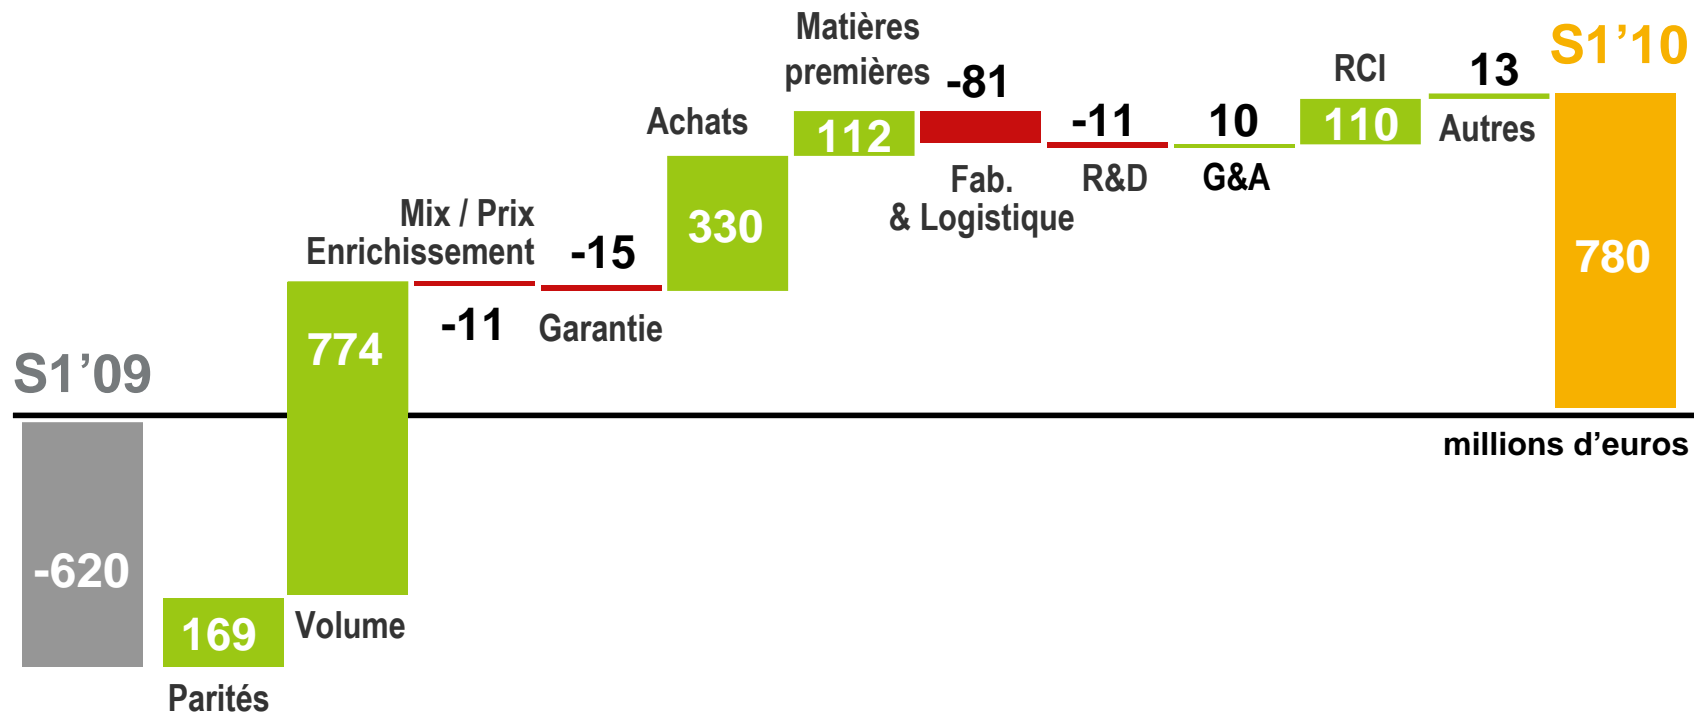 S1’09
-620
169
Parités
774
Volume
Mix / Prix
Enrichissement
-11
-15
Garantie
Achats
330
Matières
premières
112
-81
Fab.
& Logistique
-11
R&D
10
G&A
RCI
110
13
Autres
S1’10
780
millions d’euros